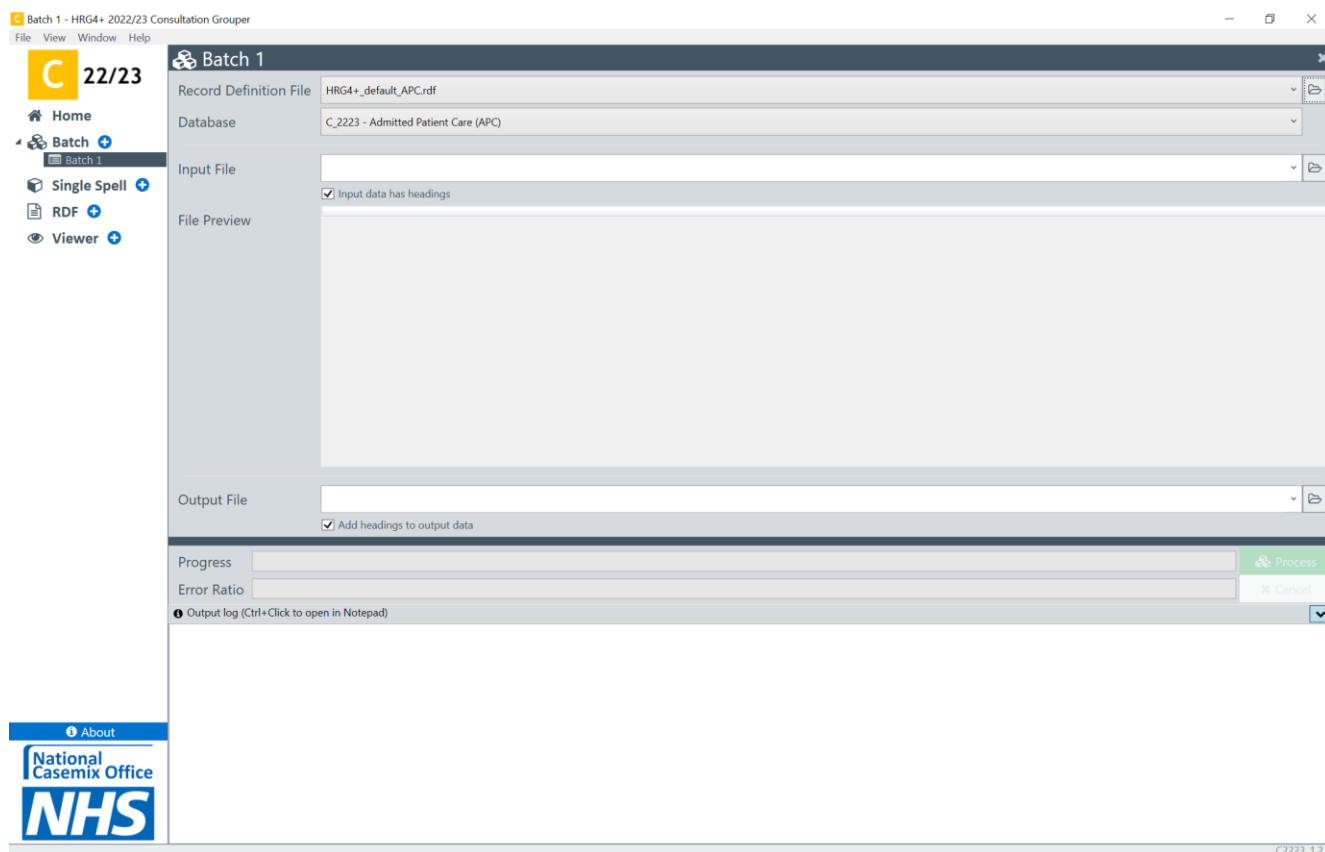 C Batch 1 - HRG4+ 2022/23 Consultation Grouper
File View Window Help
C 22/23
Home
Batch
Batch 1
Single Spell
RDF
Viewer
Batch 1
Record Definition File HRG4+_default_APC.rdf
Database C_2223 - Admitted Patient Care (APC)
Input File
Input data has headings
File Preview
Output File
Add headings to output data
Progress
Process
Error Ratio
Cancel
Output log (Ctrl+Click to open in Notepad)
About
National
Casemix Office
NHS
C2223_1.2